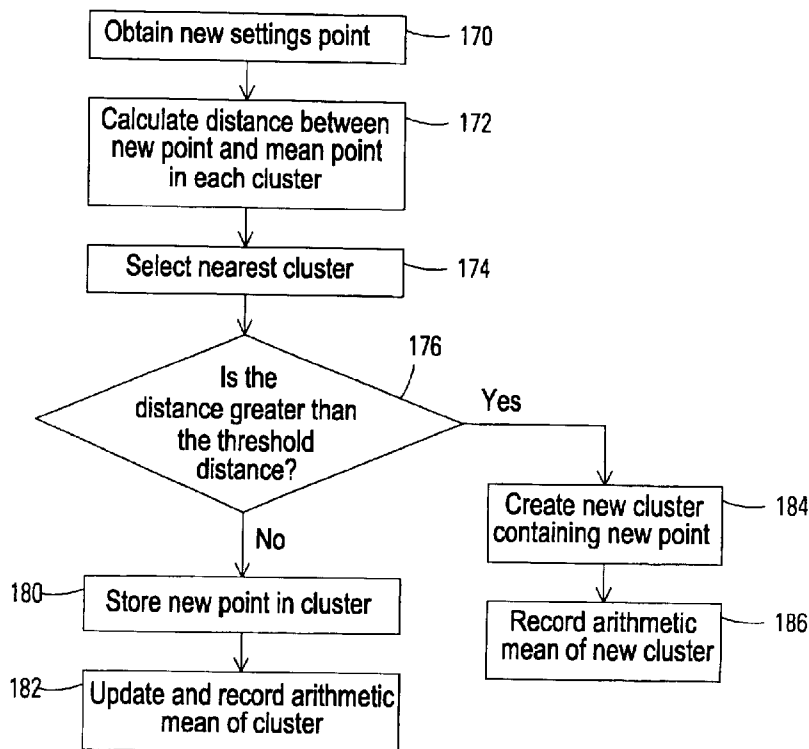 Obtain new settings point
170
Calculate distance between
new point and mean point
in each cluster
172
Select nearest cluster
174
176
Is the
distance greater than
the threshold
distance?
Yes
No
Create new cluster
containing new point
184
180
Store new point in cluster
Record arithmetic
mean of new cluster
186
182
Update and record arithmetic
mean of cluster